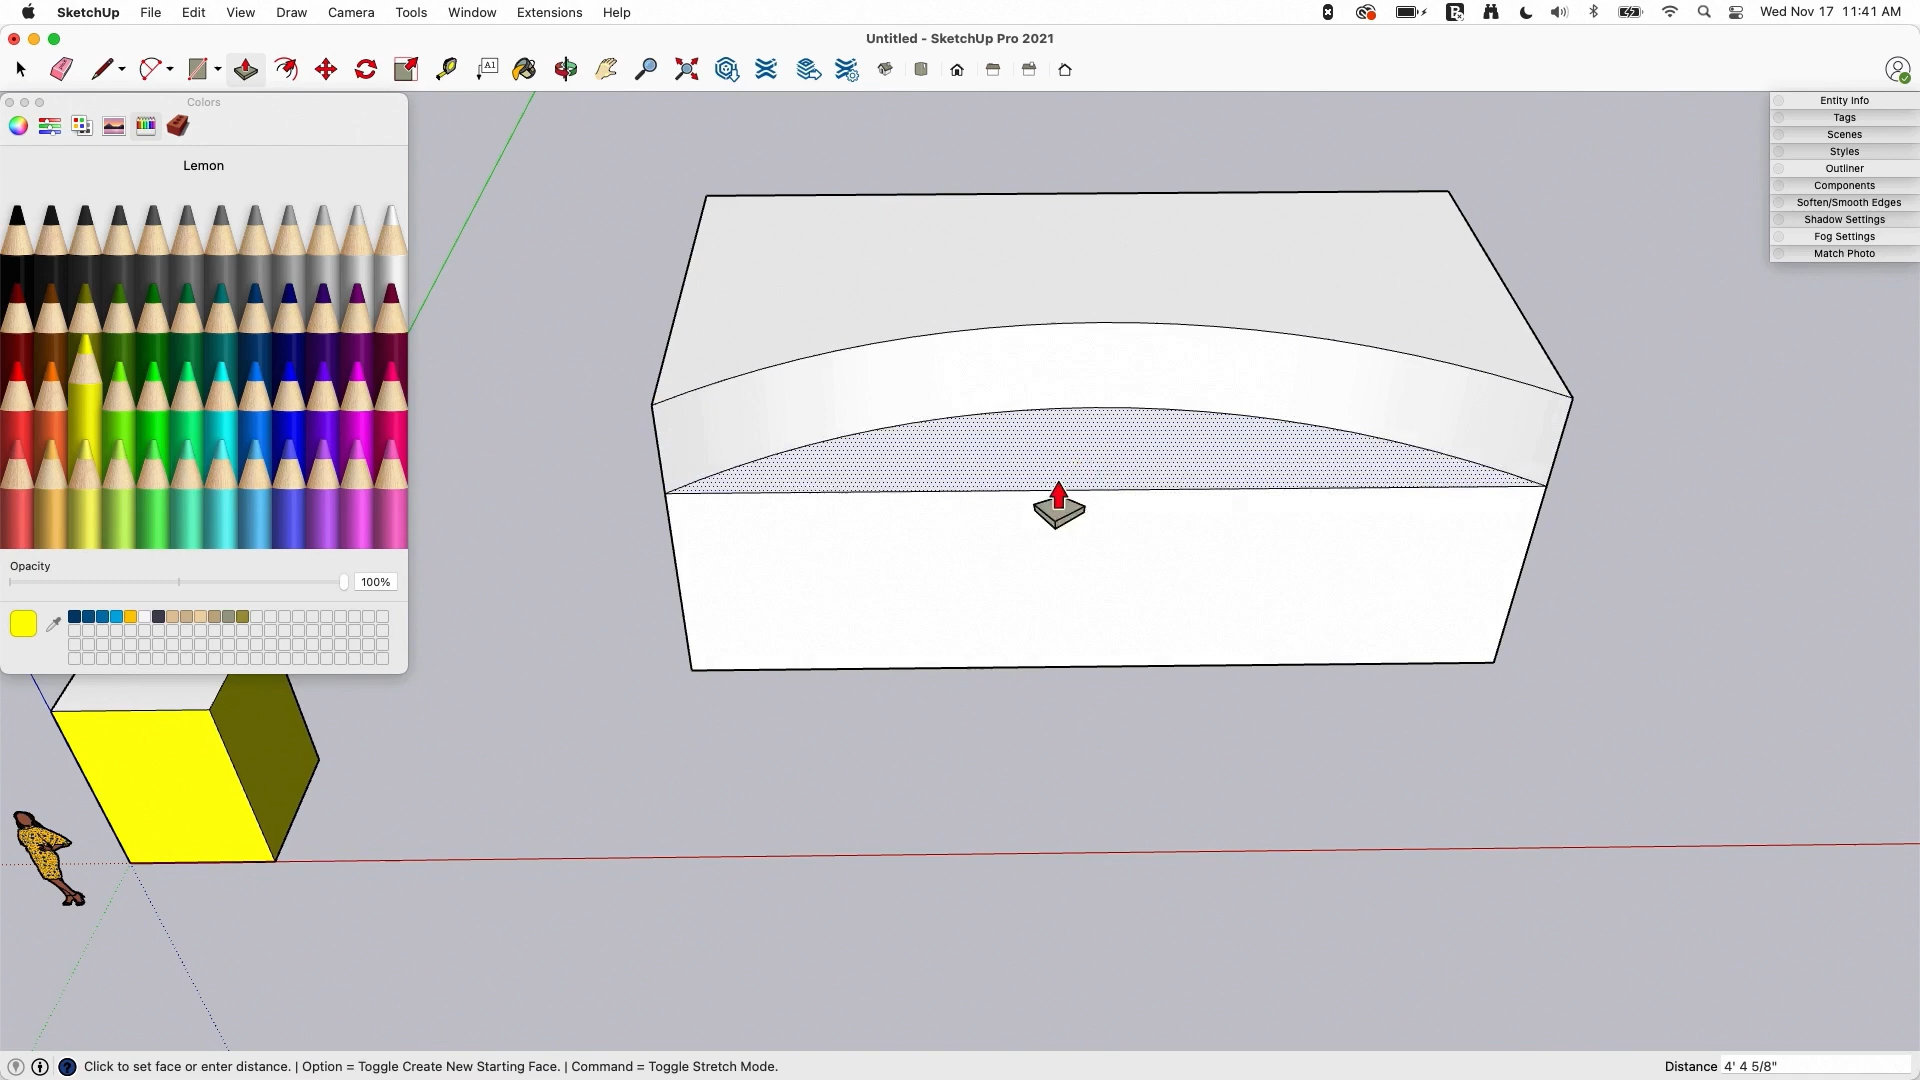 SketchUp File Edit View Draw Camera Tools Window Extensions Help Wed Nov 17 11:41 AM
Untitled - SketchUp Pro 2021
A1
Colors
Lemon
Opacity
100%
Entity Info
Tags
Scenes
Styles
Outliner
Components
Soften/Smooth Edges
Shadow Settings
Fog Settings
Match Photo
Click to set face or enter distance. | Option = Toggle Create New Starting Face. | Command = Toggle Stretch Mode.
Distance 4' 4 5/8"